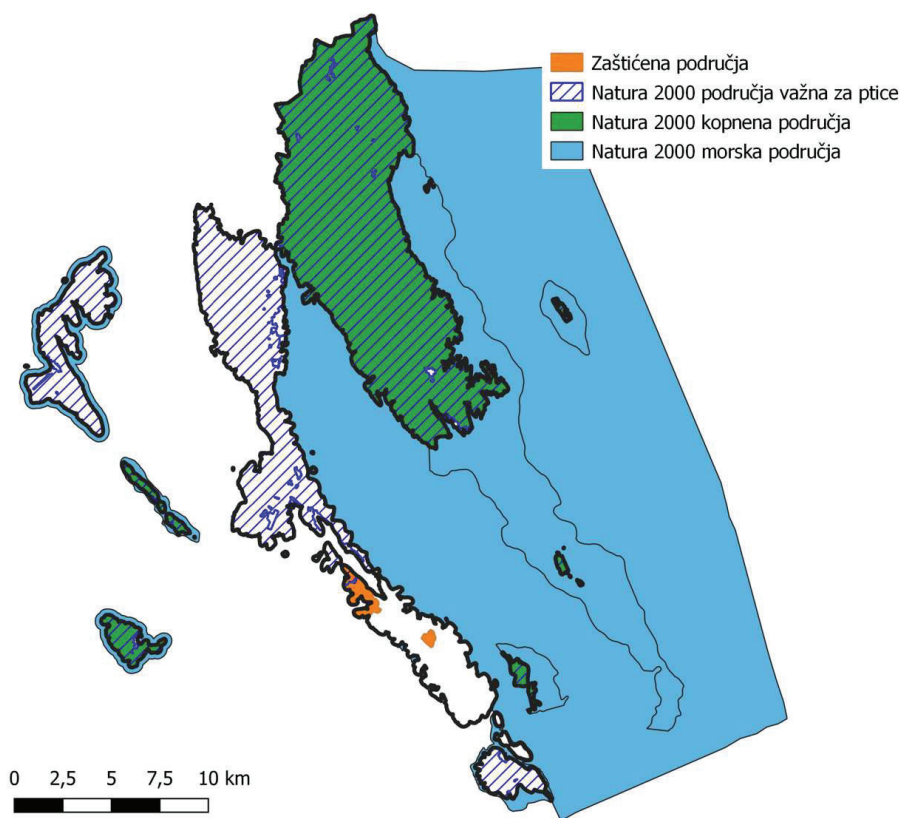 Zaštićena područja
Natura 2000 područja važna za ptice
Natura 2000 kopnena područja
Natura 2000 morska područja
0 2,5 5 7,5 10 km